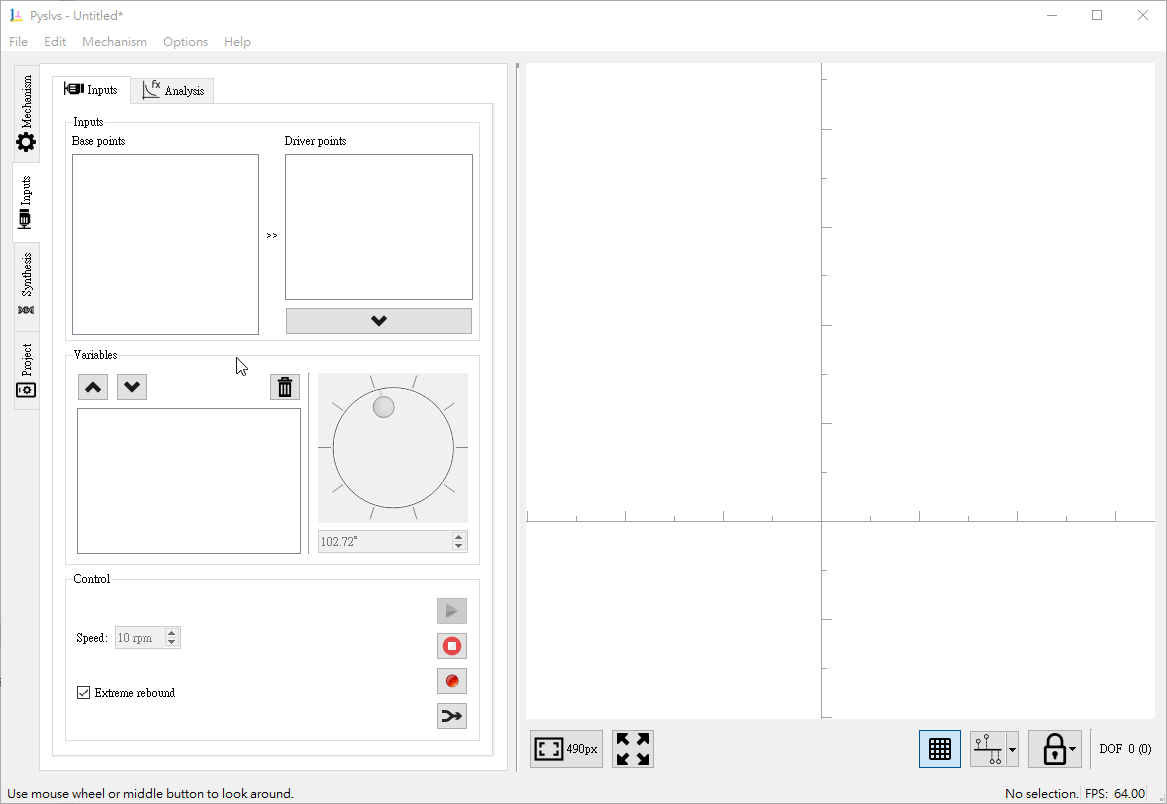 Pyslvs - Untitled*
File Edit Mechanism Options Help
Mechanism
Inputs
Synthesis
Project
Inputs
fx Analysis
Inputs
Base points
Driver points
>>
Variables
102.72°
Control
Speed: 10 rpm
Extreme rebound
490px
DOF 0 (0)
Use mouse wheel or middle button to look around.
No selection. FPS: 64.00